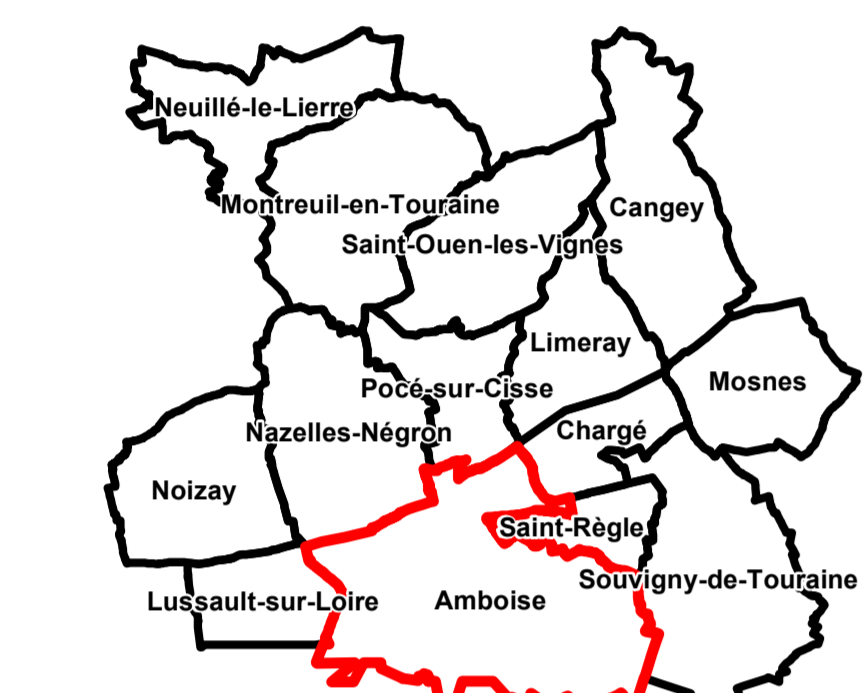 Neuillé-le-Lierre
Montreuil-en-Touraine
Cangey
Saint-Ouen-les-Vignes
Limeray
Mosnes
Pocé-sur-Cisse
Chargé
Nazelles-Négron
Noizay
Saint-Règle
Souvigny-de-Touraine
Lussault-sur-Loire
Amboise